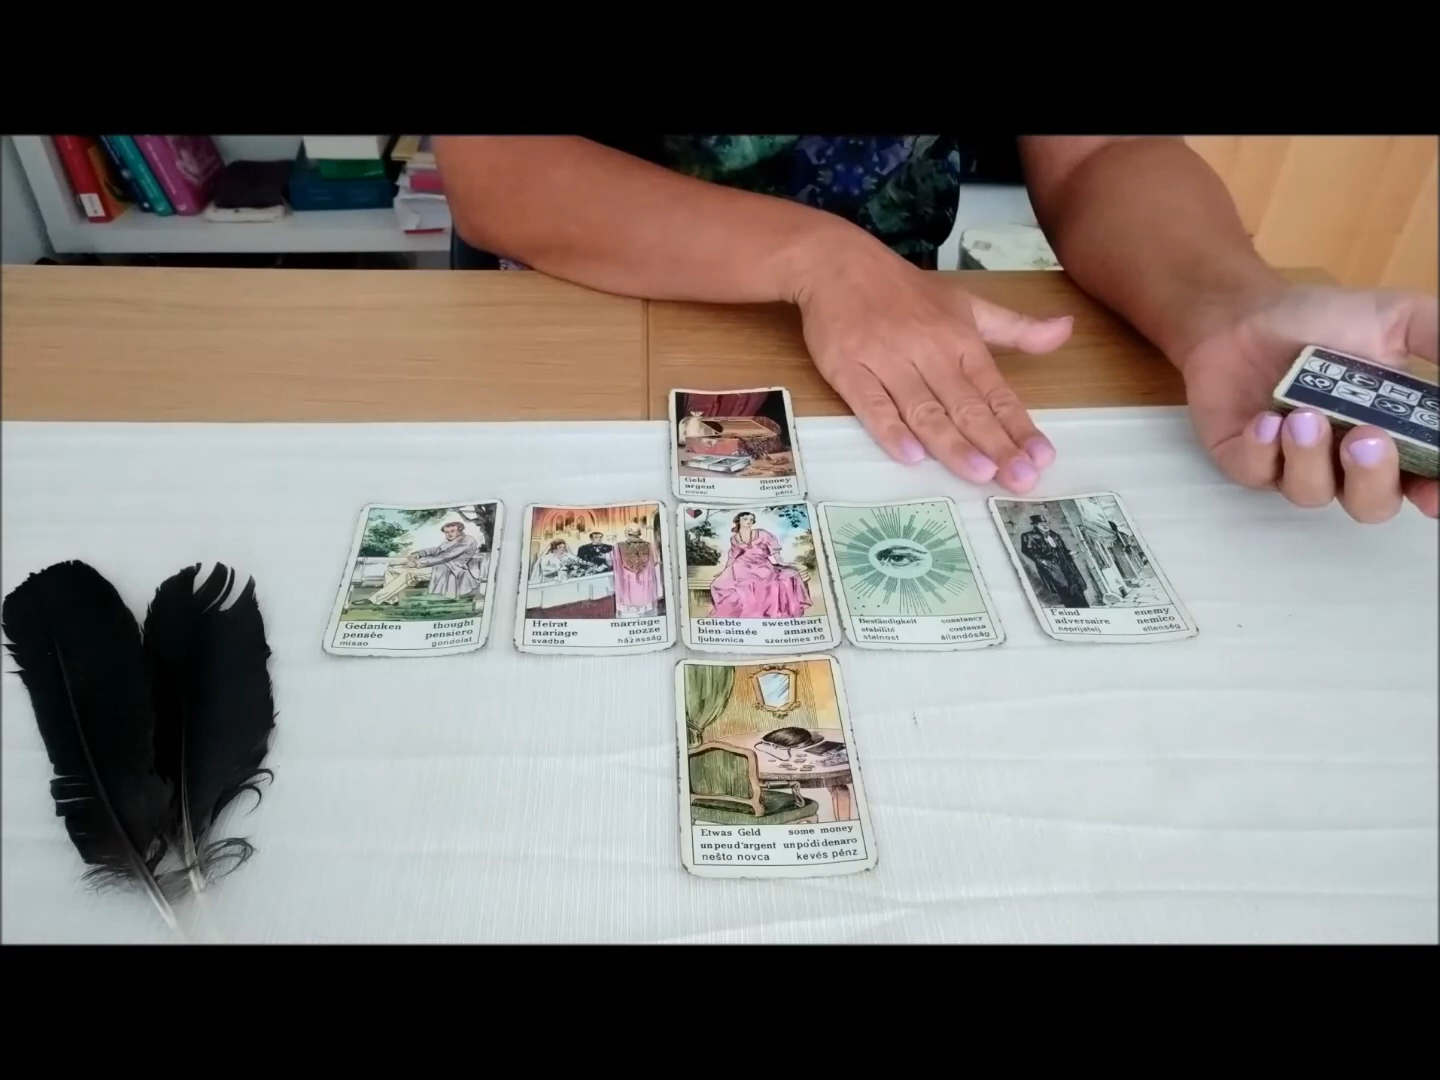 Geld money
argent denaro
novac pénz
Gedanken thought
pensée pensiero
misao gondolat
Heirat marriage
mariage nozze
svadba házasság
Geliebte sweetheart
bien-aimée amante
ljubavnica szerelmes nő
Beständigkeit constancy
stabilité costanza
stalnost állandóság
Feind enemy
adversaire nemico
neprijatelj ellenség
Etwas Geld some money
un peu d'argent un po' di denaro
nešto novca kevés pénz